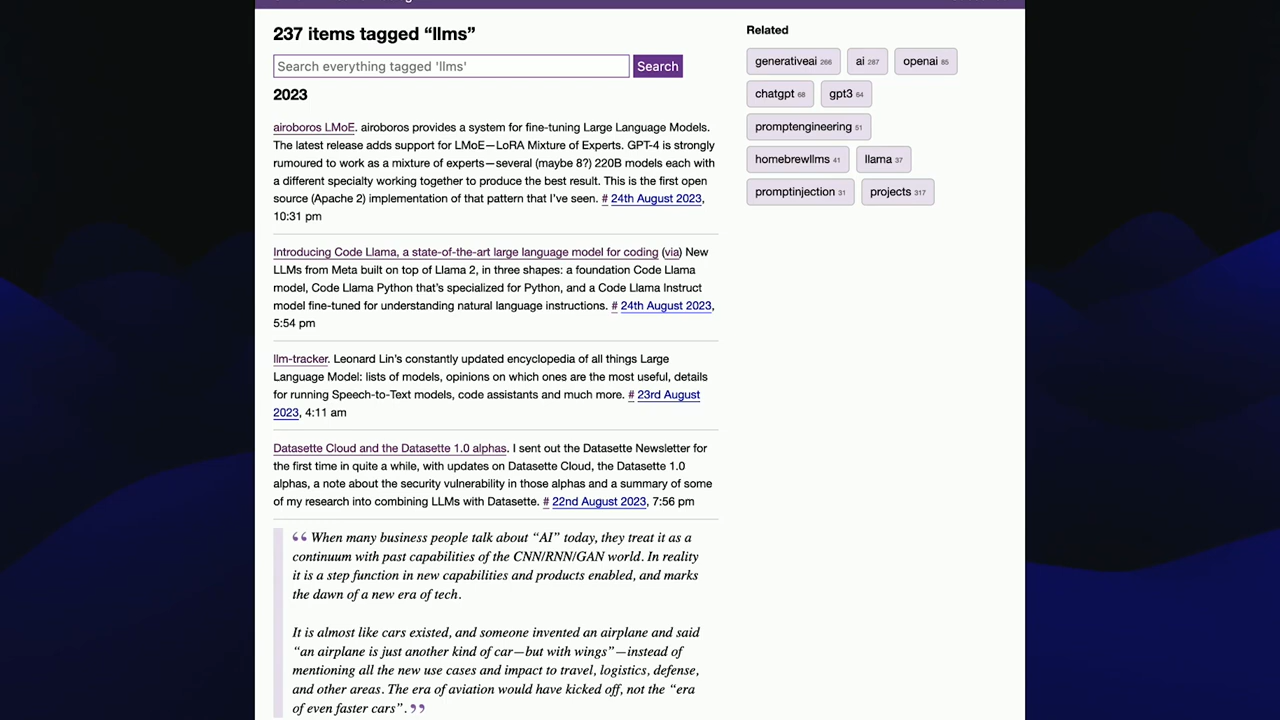 237 items tagged “llms”
Search everything tagged 'llms'
Search
2023
airoboros LMoE. airoboros provides a system for fine-tuning Large Language Models.
The latest release adds support for LMoE—LoRA Mixture of Experts. GPT-4 is strongly
rumoured to work as a mixture of experts—several (maybe 8?) 220B models each with
a different specialty working together to produce the best result. This is the first open
source (Apache 2) implementation of that pattern that I’ve seen. # 24th August 2023,
10:31 pm
Introducing Code Llama, a state-of-the-art large language model for coding (via) New
LLMs from Meta built on top of Llama 2, in three shapes: a foundation Code Llama
model, Code Llama Python that’s specialized for Python, and a Code Llama Instruct
model fine-tuned for understanding natural language instructions. # 24th August 2023,
5:54 pm
llm-tracker. Leonard Lin’s constantly updated encyclopedia of all things Large
Language Model: lists of models, opinions on which ones are the most useful, details
for running Speech-to-Text models, code assistants and much more. # 23rd August
2023, 4:11 am
Datasette Cloud and the Datasette 1.0 alphas. I sent out the Datasette Newsletter for
the first time in quite a while, with updates on Datasette Cloud, the Datasette 1.0
alphas, a note about the security vulnerability in those alphas and a summary of some
of my research into combining LLMs with Datasette. # 22nd August 2023, 7:56 pm
“ When many business people talk about “AI” today, they treat it as a
continuum with past capabilities of the CNN/RNN/GAN world. In reality
it is a step function in new capabilities and products enabled, and marks
the dawn of a new era of tech.
It is almost like cars existed, and someone invented an airplane and said
“an airplane is just another kind of car—but with wings”—instead of
mentioning all the new use cases and impact to travel, logistics, defense,
and other areas. The era of aviation would have kicked off, not the “era
of even faster cars”. ”
Related
generativeai 266 ai 287 openai 85
chatgpt 68 gpt3 64
promptengineering 51
homebrewllms 41 llama 37
promptinjection 31 projects 317